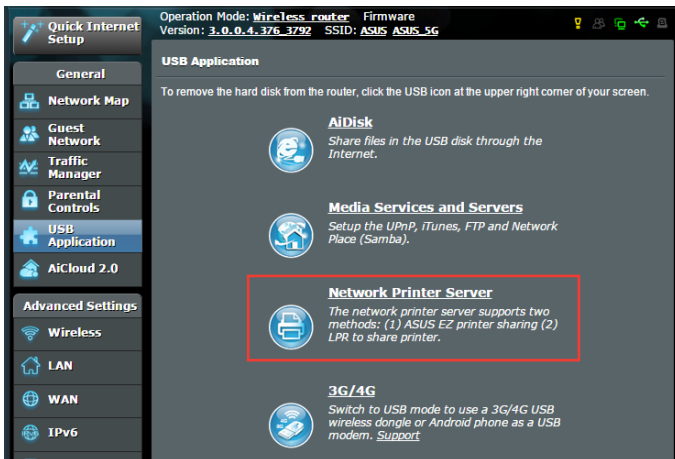 Quick Internet
Setup
Operation Mode: Wireless router Firmware
Version: 3.0.0.4.376_3792 SSID: ASUS ASUS_5G
General
Network Map
Guest
Network
Traffic
Manager
Parental
Controls
USB
Application
AiCloud 2.0
Advanced Settings
Wireless
LAN
WAN
IPv6
USB Application
To remove the hard disk from the router, click the USB icon at the upper right corner of your screen.
AiDisk
Share files in the USB disk through the
Internet.
Media Services and Servers
Setup the UPnP, iTunes, FTP and Network
Place (Samba).
Network Printer Server
The network printer server supports two
methods: (1) ASUS EZ printer sharing (2)
LPR to share printer.
3G/4G
Switch to USB mode to use a 3G/4G USB
wireless dongle or Android phone as a USB
modem. Support